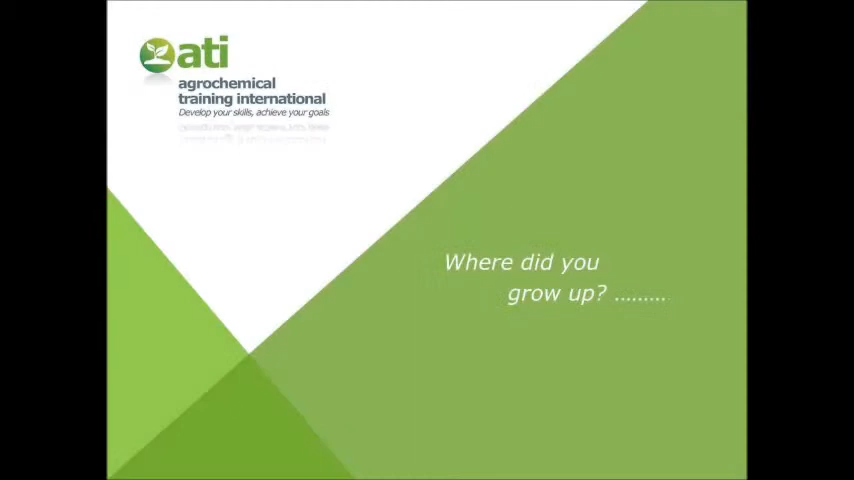 ati
agrochemical
training international
Develop your skills, achieve your goals
Where did you
grow up? .........